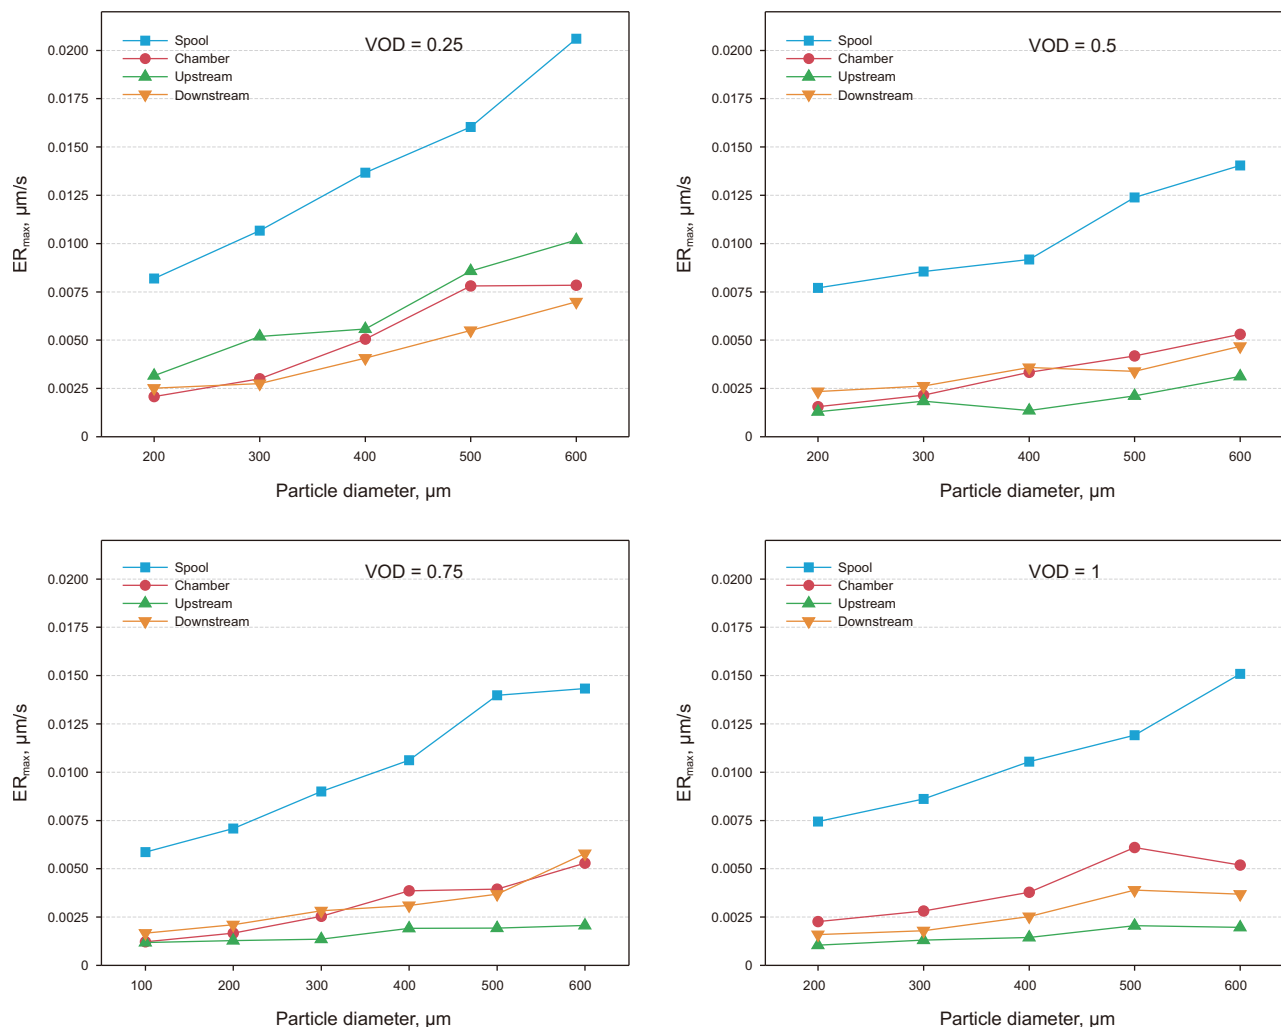 VOD = 0.25
Spool
Chamber
Upstream
Downstream
0.0200
0.0175
0.0150
0.0125
0.0100
0.0075
0.0050
0.0025
0
ERmax, µm/s
200 300 400 500 600
Particle diameter, µm
VOD = 0.5
Spool
Chamber
Upstream
Downstream
0.0200
0.0175
0.0150
0.0125
0.0100
0.0075
0.0050
0.0025
0
ERmax, µm/s
200 300 400 500 600
Particle diameter, µm
VOD = 0.75
Spool
Chamber
Upstream
Downstream
0.0200
0.0175
0.0150
0.0125
0.0100
0.0075
0.0050
0.0025
0
ERmax, µm/s
100 200 300 400 500 600
Particle diameter, µm
VOD = 1
Spool
Chamber
Upstream
Downstream
0.0200
0.0175
0.0150
0.0125
0.0100
0.0075
0.0050
0.0025
0
ERmax, µm/s
200 300 400 500 600
Particle diameter, µm